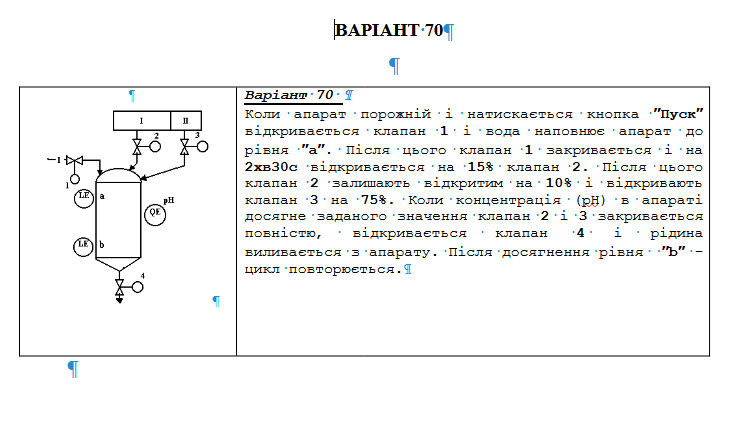 ВАРІАНТ·70¶
¶
¶
I II
2 3
1
1
LE a
pH
QE
LE b
4
¶
Варіант·70·¶
Коли·апарат·порожній·і·натискається·кнопка·"Пуск"
відкривається·клапан·1·і·вода·наповнює·апарат·до
рівня·"а".·Після·цього·клапан·1·закривається·і·на
2хв30с·відкривається·на·15%·клапан·2.·Після·цього
клапан·2·залишають·відкритим·на·10%·і·відкривають
клапан·3·на·75%.·Коли·концентрація·(рН)·в·апараті
досягне·заданого·значення·клапан·2·і·3·закривається
повністю,·відкривається·клапан·4·і·рідина
виливається·з·апарату.·Після·досягнення·рівня·"b"·–
цикл·повторюється.¶
¶